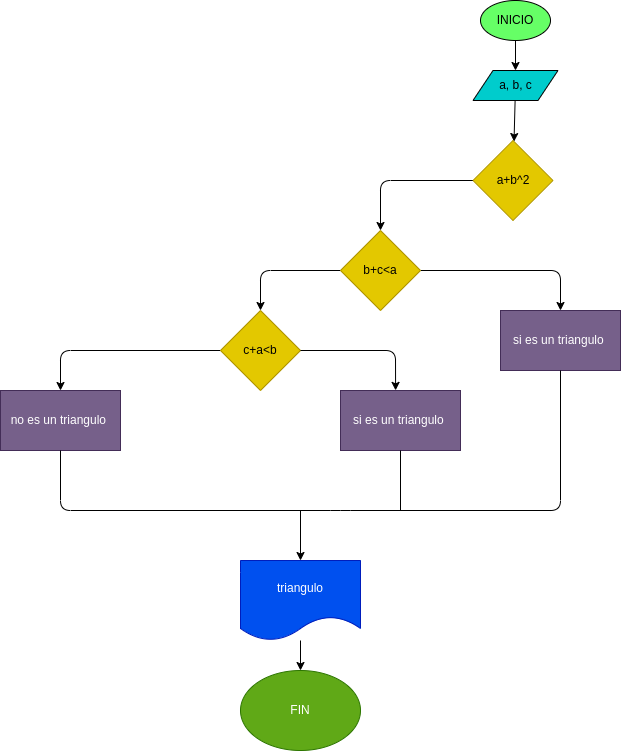 INICIO
a, b, c
a+b^2
b+c<a
si es un triangulo
c+a<b
no es un triangulo
si es un triangulo
triangulo
FIN